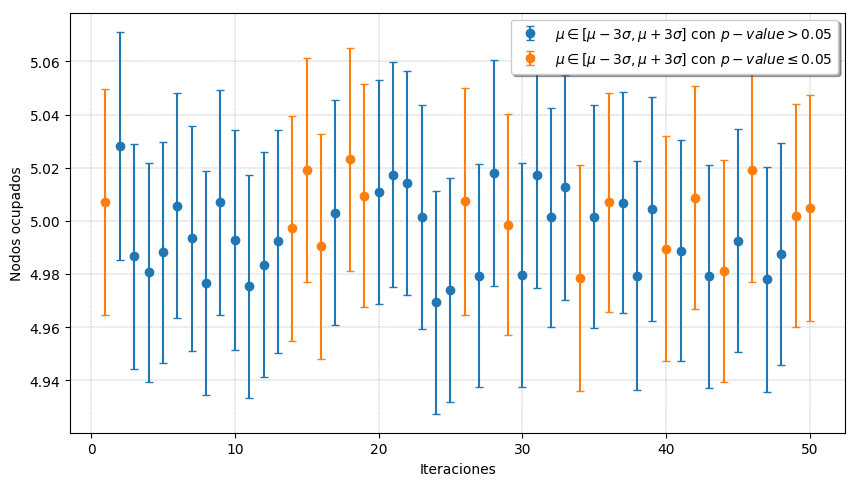 μ ∈ [μ − 3σ, μ + 3σ] con p − value > 0.05
μ ∈ [μ − 3σ, μ + 3σ] con p − value ≤ 0.05
Nodos ocupados
5.06
5.04
5.02
5.00
4.98
4.96
4.94
0 10 20 30 40 50
Iteraciones